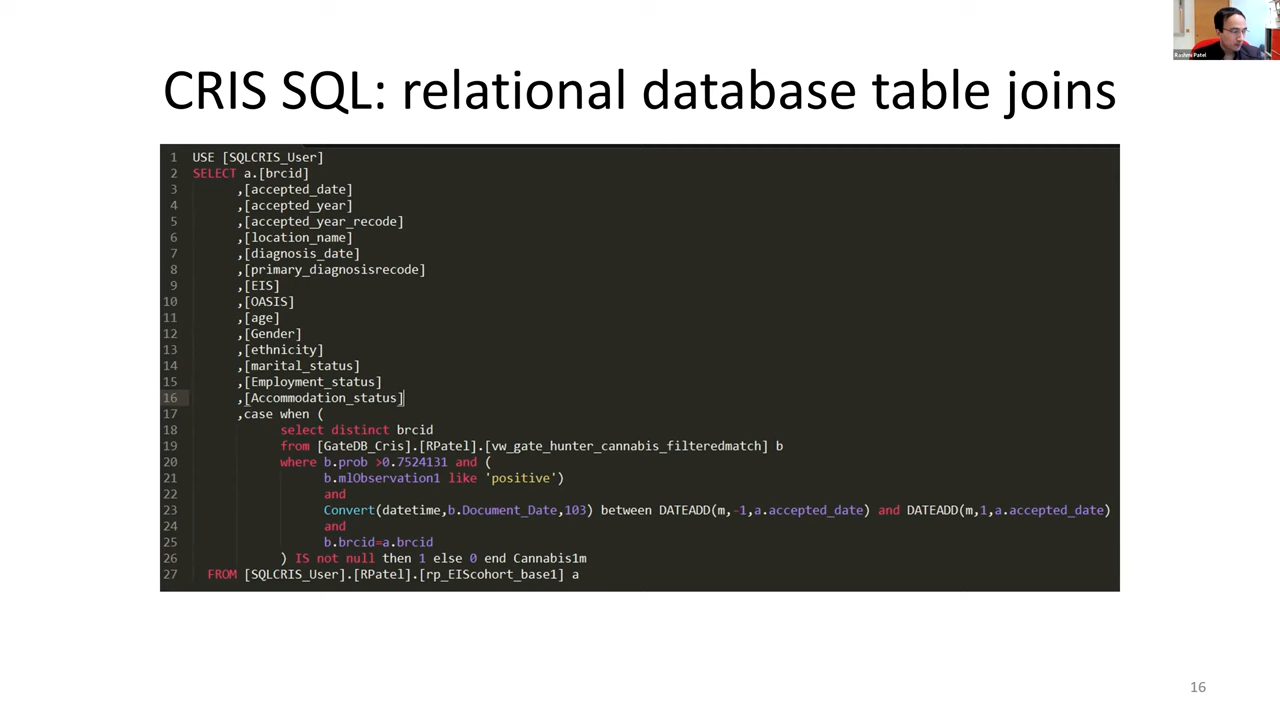 Rashmi Patel
CRIS SQL: relational database table joins
1 USE [SQLCRIS_User]
2 SELECT a.[brcid]
3 ,[accepted_date]
4 ,[accepted_year]
5 ,[accepted_year_recode]
6 ,[location_name]
7 ,[diagnosis_date]
8 ,[primary_diagnosisrecode]
9 ,[EIS]
10 ,[OASIS]
11 ,[age]
12 ,[Gender]
13 ,[ethnicity]
14 ,[marital_status]
15 ,[Employment_status]
16 ,[Accommodation_status]
17 ,case when (
18 select distinct brcid
19 from [GateDB_Cris].[RPatel].[vw_gate_hunter_cannabis_filteredmatch] b
20 where b.prob >0.7524131 and (
21 b.mlObservation1 like 'positive')
22 and
23 Convert(datetime,b.Document_Date,103) between DATEADD(m,-1,a.accepted_date) and DATEADD(m,1,a.accepted_date)
24 and
25 b.brcid=a.brcid
26 ) IS not null then 1 else 0 end Cannabis1m
27 FROM [SQLCRIS_User].[RPatel].[rp_EIScohort_base1] a
16